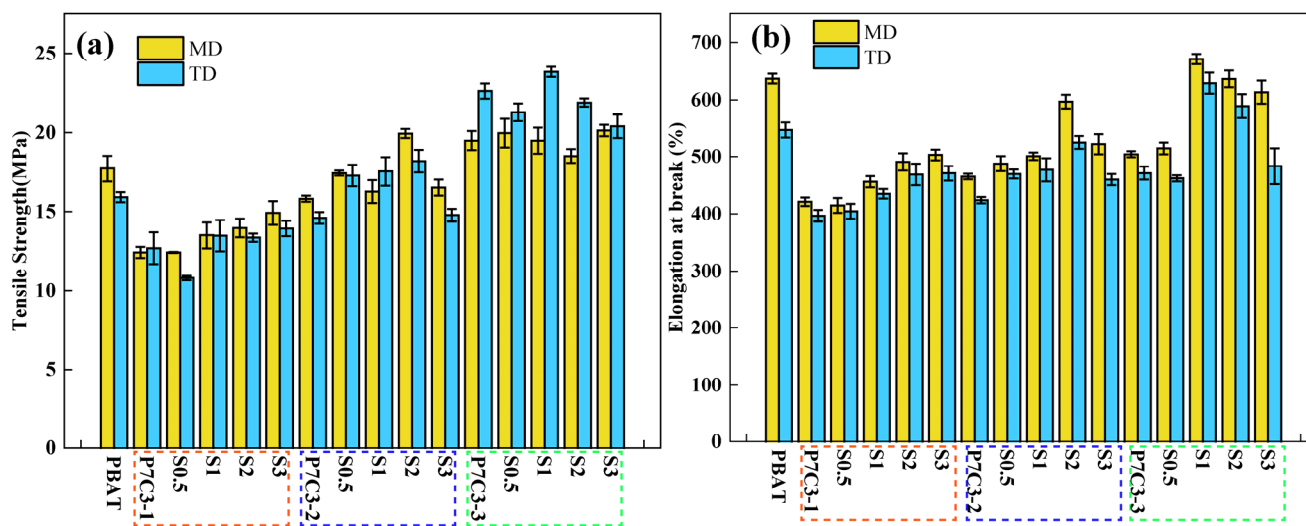 (a)
MD
TD
Tensile Strength(MPa)
25
20
15
10
5
0
PBAT
P7C3-1
S0.5
S1
S2
S3
P7C3-2
S0.5
S1
S2
S3
P7C3-3
S0.5
S1
S2
S3
(b)
MD
TD
Elongation at break (%)
700
600
500
400
300
200
100
0
PBAT
P7C3-1
S0.5
S1
S2
S3
P7C3-2
S0.5
S1
S2
S3
P7C3-3
S0.5
S1
S2
S3